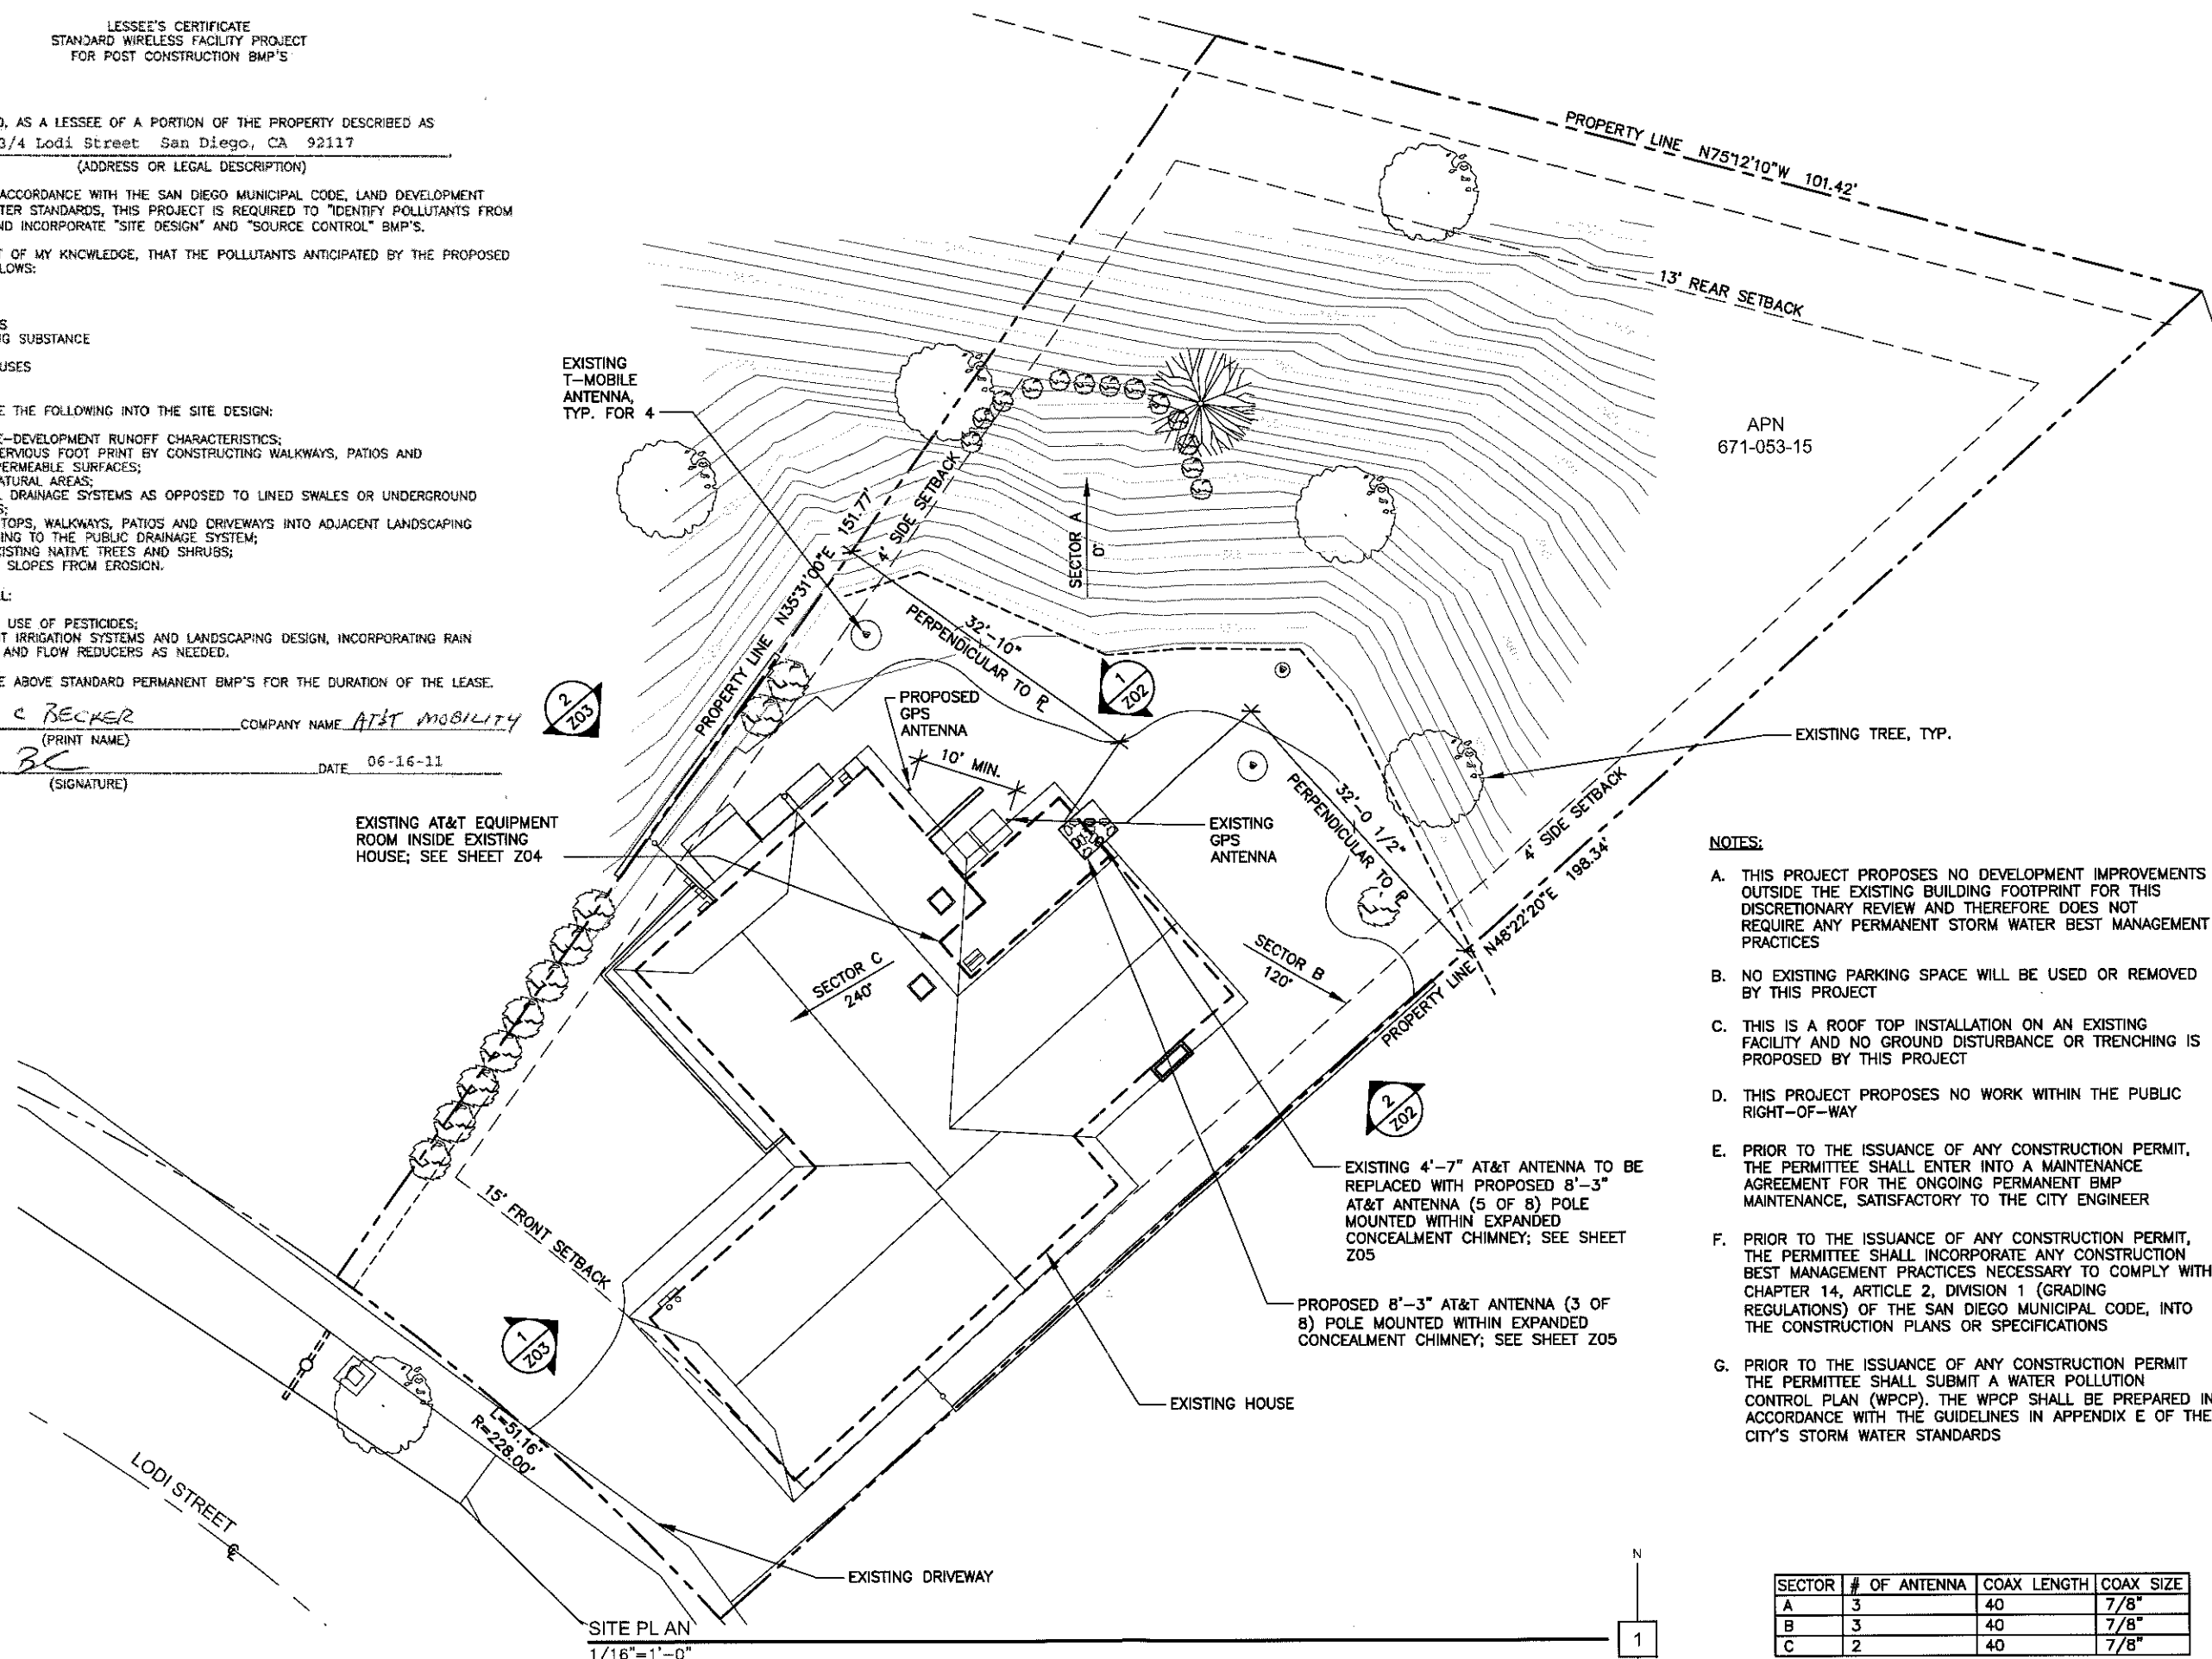 LESSEE'S CERTIFICATE
STANDARD WIRELESS FACILITY PROJECT
FOR POST CONSTRUCTION BMP'S
, AS A LESSEE OF A PORTION OF THE PROPERTY DESCRIBED AS
3/4 Lodi Street San Diego, CA 92117
(ADDRESS OR LEGAL DESCRIPTION)
ACCORDANCE WITH THE SAN DIEGO MUNICIPAL CODE, LAND DEVELOPMENT
TER STANDARDS, THIS PROJECT IS REQUIRED TO "IDENTIFY POLLUTANTS FROM
ND INCORPORATE "SITE DESIGN" AND "SOURCE CONTROL" BMP'S.
OF MY KNOWLEDGE, THAT THE POLLUTANTS ANTICIPATED BY THE PROPOSED
LOWS:
S
G SUBSTANCE
USES
E THE FOLLOWING INTO THE SITE DESIGN:
E-DEVELOPMENT RUNOFF CHARACTERISTICS;
ERVIOUS FOOT PRINT BY CONSTRUCTING WALKWAYS, PATIOS AND
PERMEABLE SURFACES;
ATURAL AREAS;
DRAINAGE SYSTEMS AS OPPOSED TO LINED SWALES OR UNDERGROUND
S;
TOPS, WALKWAYS, PATIOS AND DRIVEWAYS INTO ADJACENT LANDSCAPING
ING TO THE PUBLIC DRAINAGE SYSTEM;
XISTING NATIVE TREES AND SHRUBS;
SLOPES FROM EROSION.
L:
USE OF PESTICIDES;
T IRRIGATION SYSTEMS AND LANDSCAPING DESIGN, INCORPORATING RAIN
AND FLOW REDUCERS AS NEEDED.
E ABOVE STANDARD PERMANENT BMP'S FOR THE DURATION OF THE LEASE.
C BECKER COMPANY NAME AT&T MOBILITY
(PRINT NAME)
BC DATE 06-16-11
(SIGNATURE)
PROPERTY LINE N75°12'10"W 101.42'
13' REAR SETBACK
APN
671-053-15
EXISTING
T-MOBILE
ANTENNA,
TYP. FOR 4
PROPERTY LINE N35°31'00"E 151.77'
4' SIDE SETBACK
SECTOR A
0°
32'-10"
PERPENDICULAR TO PL
1
Z02
2
Z03
PROPOSED
GPS
ANTENNA
10' MIN.
EXISTING
GPS
ANTENNA
32'-0 1/2"
PERPENDICULAR TO PL
EXISTING TREE, TYP.
4' SIDE SETBACK
PROPERTY LINE N48°22'20"E 198.34'
EXISTING AT&T EQUIPMENT
ROOM INSIDE EXISTING
HOUSE; SEE SHEET Z04
SECTOR C
240°
SECTOR B
120°
2
Z02
EXISTING 4'-7" AT&T ANTENNA TO BE
REPLACED WITH PROPOSED 8'-3"
AT&T ANTENNA (5 OF 8) POLE
MOUNTED WITHIN EXPANDED
CONCEALMENT CHIMNEY; SEE SHEET
Z05
PROPOSED 8'-3" AT&T ANTENNA (3 OF
8) POLE MOUNTED WITHIN EXPANDED
CONCEALMENT CHIMNEY; SEE SHEET Z05
EXISTING HOUSE
15' FRONT SETBACK
1
Z03
L=51.16'
R=228.00'
LODI STREET
CL
EXISTING DRIVEWAY
SITE PLAN
1/16"=1'-0"
N
1
NOTES:
A. THIS PROJECT PROPOSES NO DEVELOPMENT IMPROVEMENTS
OUTSIDE THE EXISTING BUILDING FOOTPRINT FOR THIS
DISCRETIONARY REVIEW AND THEREFORE DOES NOT
REQUIRE ANY PERMANENT STORM WATER BEST MANAGEMENT
PRACTICES
B. NO EXISTING PARKING SPACE WILL BE USED OR REMOVED
BY THIS PROJECT
C. THIS IS A ROOF TOP INSTALLATION ON AN EXISTING
FACILITY AND NO GROUND DISTURBANCE OR TRENCHING IS
PROPOSED BY THIS PROJECT
D. THIS PROJECT PROPOSES NO WORK WITHIN THE PUBLIC
RIGHT-OF-WAY
E. PRIOR TO THE ISSUANCE OF ANY CONSTRUCTION PERMIT,
THE PERMITTEE SHALL ENTER INTO A MAINTENANCE
AGREEMENT FOR THE ONGOING PERMANENT BMP
MAINTENANCE, SATISFACTORY TO THE CITY ENGINEER
F. PRIOR TO THE ISSUANCE OF ANY CONSTRUCTION PERMIT,
THE PERMITTEE SHALL INCORPORATE ANY CONSTRUCTION
BEST MANAGEMENT PRACTICES NECESSARY TO COMPLY WITH
CHAPTER 14, ARTICLE 2, DIVISION 1 (GRADING
REGULATIONS) OF THE SAN DIEGO MUNICIPAL CODE, INTO
THE CONSTRUCTION PLANS OR SPECIFICATIONS
G. PRIOR TO THE ISSUANCE OF ANY CONSTRUCTION PERMIT
THE PERMITTEE SHALL SUBMIT A WATER POLLUTION
CONTROL PLAN (WPCP). THE WPCP SHALL BE PREPARED IN
ACCORDANCE WITH THE GUIDELINES IN APPENDIX E OF THE
CITY'S STORM WATER STANDARDS
SECTOR # OF ANTENNA COAX LENGTH COAX SIZE
A 3 40 7/8"
B 3 40 7/8"
C 2 40 7/8"